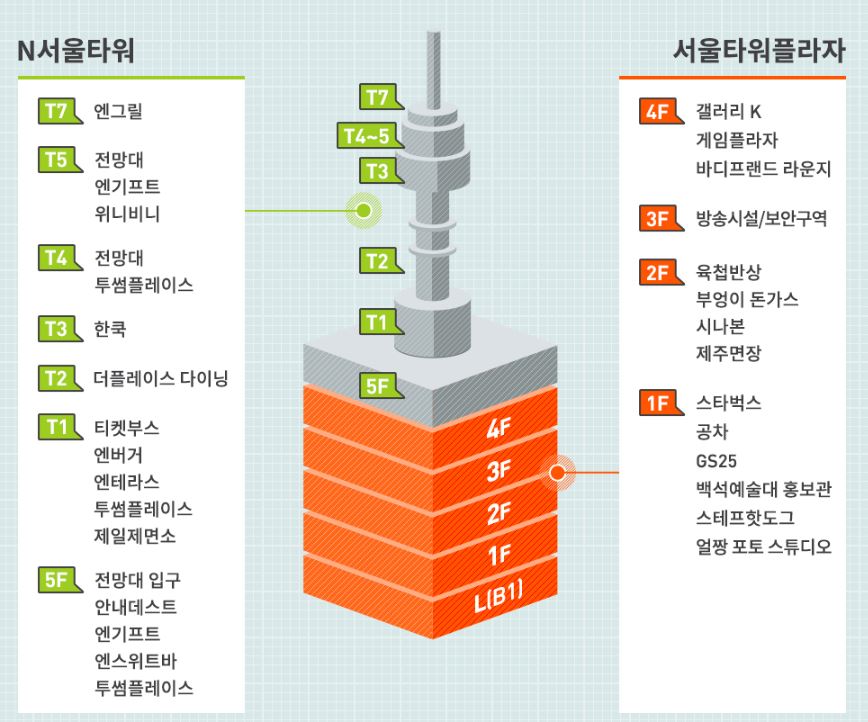 N서울타워
T7 엔그릴
T5 전망대
엔기프트
위니비니
T4 전망대
투썸플레이스
T3 한쿡
T2 더플레이스 다이닝
T1 티켓부스
엔버거
엔테라스
투썸플레이스
제일제면소
5F 전망대 입구
안내데스트
엔기프트
엔스위트바
투썸플레이스
T7
T4~5
T3
T2
T1
5F
4F
3F
2F
1F
L(B1)
서울타워플라자
4F 갤러리 K
게임플라자
바디프랜드 라운지
3F 방송시설/보안구역
2F 육첩반상
부엉이 돈가스
시나본
제주면장
1F 스타벅스
공차
GS25
백석예술대 홍보관
스테프핫도그
얼짱 포토 스튜디오